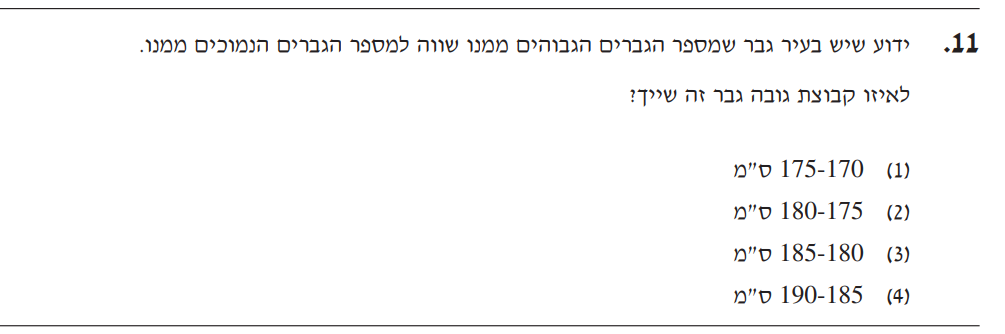 11. ידוע שיש בעיר גבר שמספר הגברים הגבוהים ממנו שווה למספר הגברים הנמוכים ממנו.
לאיזו קבוצת גובה גבר זה שייך?
(1) 175-170 ס"מ
(2) 180-175 ס"מ
(3) 185-180 ס"מ
(4) 190-185 ס"מ